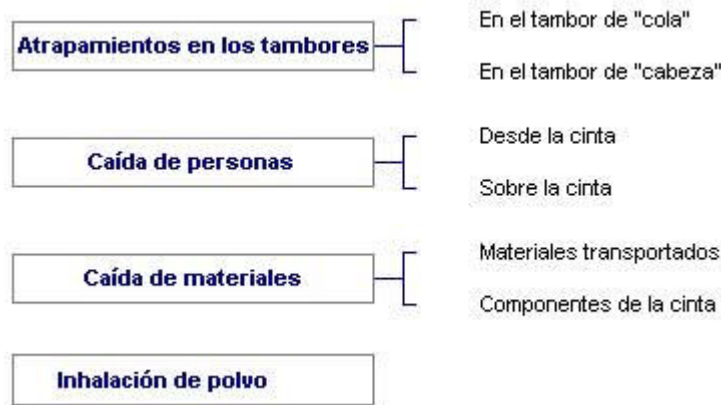 Atrapamientos en los tambores
En el tambor de "cola"
En el tambor de "cabeza"
Caída de personas
Desde la cinta
Sobre la cinta
Caída de materiales
Materiales transportados
Componentes de la cinta
Inhalación de polvo